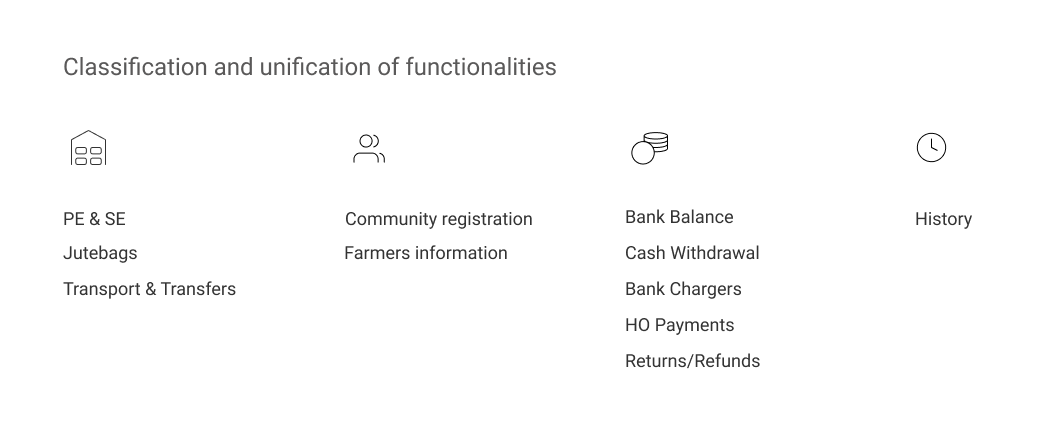 Classification and unification of functionalities
PE & SE
Jutebags
Transport & Transfers
Community registration
Farmers information
Bank Balance
Cash Withdrawal
Bank Chargers
HO Payments
Returns/Refunds
History